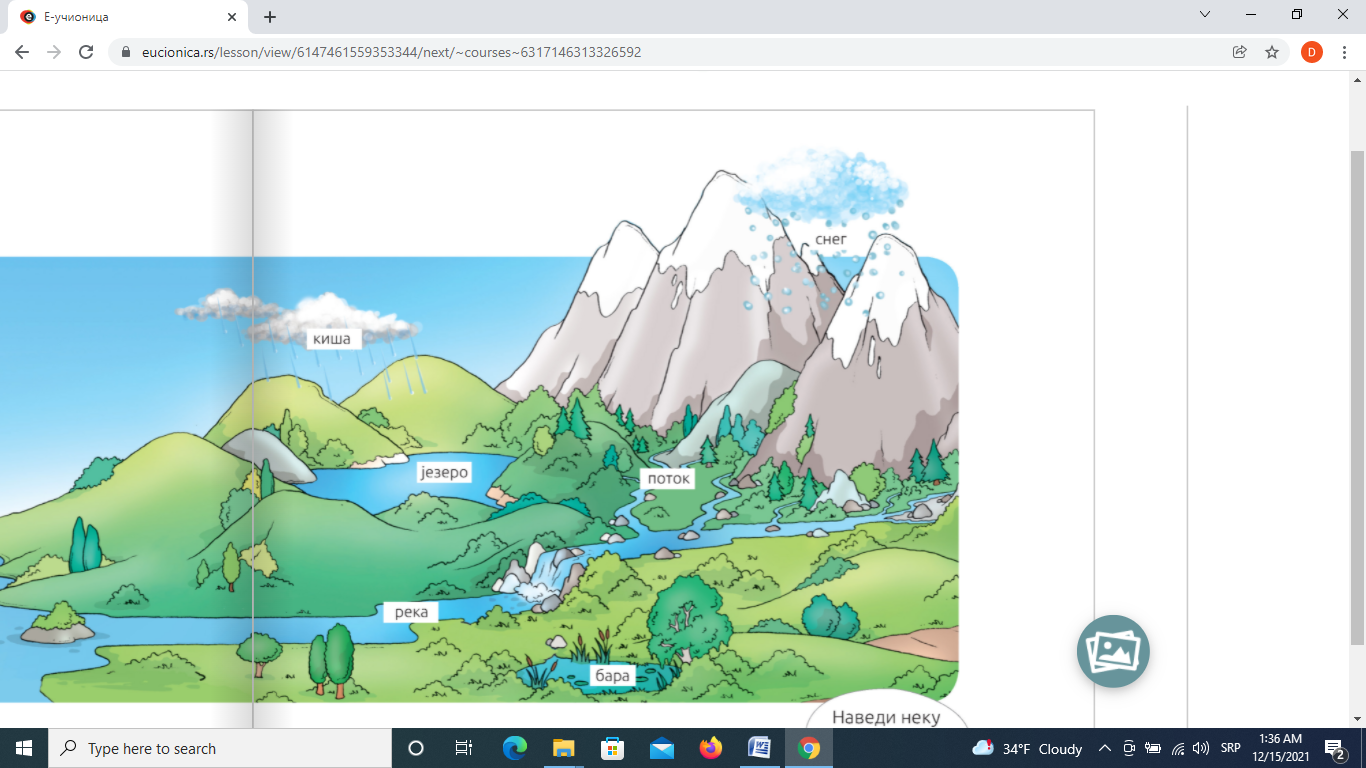 Е-учионица
eucionica.rs/lesson/view/6147461559353344/next/~courses~6317146313326592
D
снег
киша
језеро
поток
река
бара
Наведи неку
Type here to search
34°F Cloudy
SRP
1:36 AM
12/15/2021
2